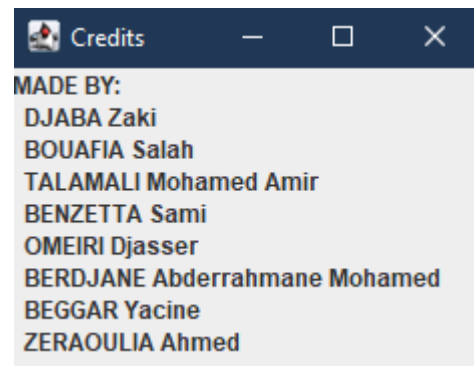 Credits
MADE BY:
DJABA Zaki
BOUAFIA Salah
TALAMALI Mohamed Amir
BENZETTA Sami
OMEIRI Djasser
BERDJANE Abderrahmane Mohamed
BEGGAR Yacine
ZERAOULIA Ahmed